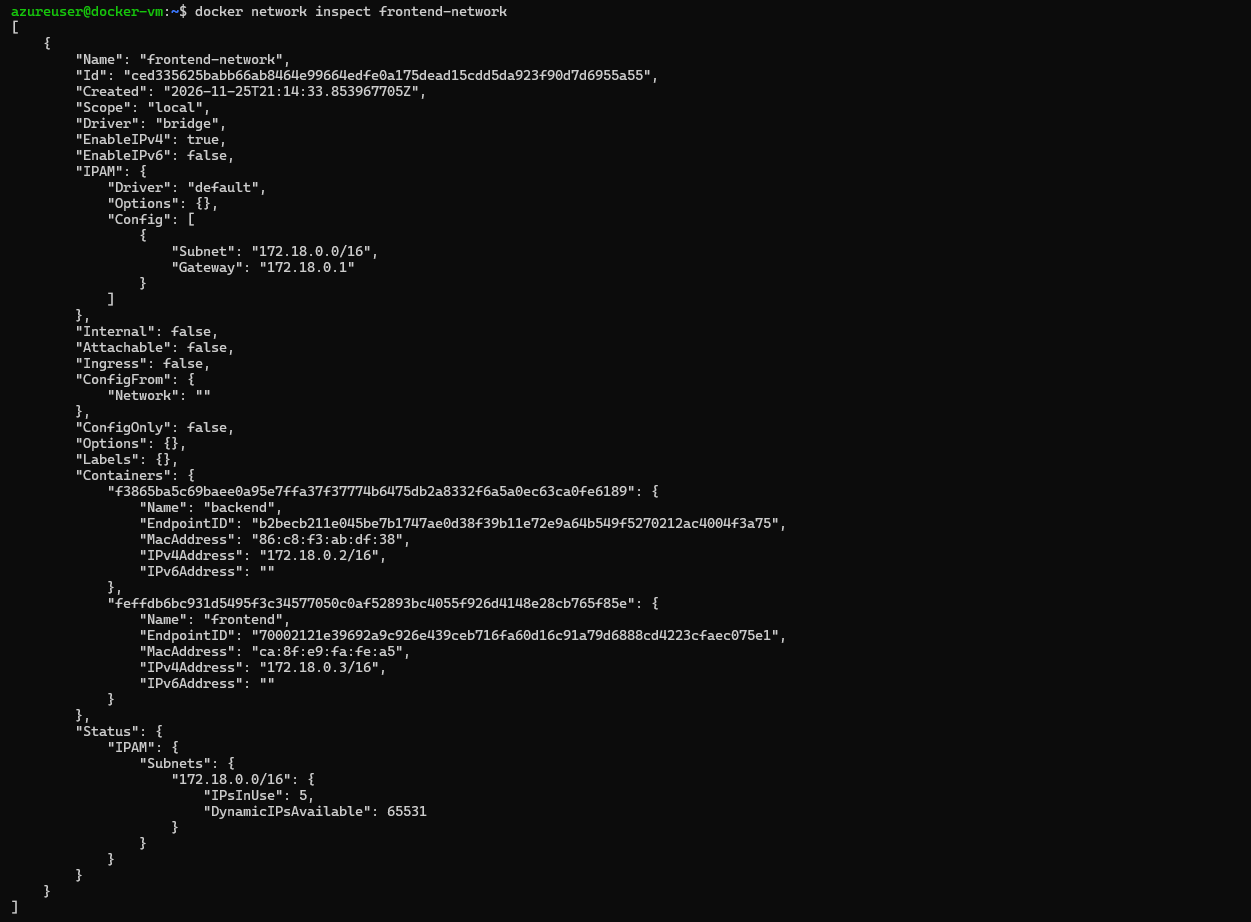 azureuser@docker-vm:~$ docker network inspect frontend-network
[
    {
        "Name": "frontend-network",
        "Id": "ced335625babb66ab8464e99664edfe0a175dead15cdd5da923f90d7d6955a55",
        "Created": "2026-11-25T21:14:33.853967705Z",
        "Scope": "local",
        "Driver": "bridge",
        "EnableIPv4": true,
        "EnableIPv6": false,
        "IPAM": {
            "Driver": "default",
            "Options": {},
            "Config": [
                {
                    "Subnet": "172.18.0.0/16",
                    "Gateway": "172.18.0.1"
                }
            ]
        },
        "Internal": false,
        "Attachable": false,
        "Ingress": false,
        "ConfigFrom": {
            "Network": ""
        },
        "ConfigOnly": false,
        "Options": {},
        "Labels": {},
        "Containers": {
            "f3865ba5c69baee0a95e7ffa37f37774b6475db2a8332f6a5a0ec63ca0fe6189": {
                "Name": "backend",
                "EndpointID": "b2becb211e045be7b1747ae0d38f39b11e72e9a64b549f5270212ac4004f3a75",
                "MacAddress": "86:c8:f3:ab:df:38",
                "IPv4Address": "172.18.0.2/16",
                "IPv6Address": ""
            },
            "feffdb6bc931d5495f3c34577050c0af52893bc4055f926d4148e28cb765f85e": {
                "Name": "frontend",
                "EndpointID": "70002121e39692a9c926e439ceb716fa60d16c91a79d6888cd4223cfaec075e1",
                "MacAddress": "ca:8f:e9:fa:fe:a5",
                "IPv4Address": "172.18.0.3/16",
                "IPv6Address": ""
            }
        },
        "Status": {
            "IPAM": {
                "Subnets": {
                    "172.18.0.0/16": {
                        "IPsInUse": 5,
                        "DynamicIPsAvailable": 65531
                    }
                }
            }
        }
    }
]